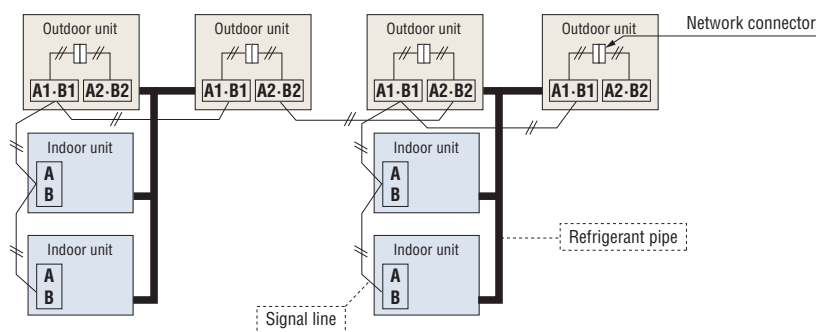 Outdoor unit Outdoor unit Outdoor unit Outdoor unit Network connector
A1·B1 A2·B2 A1·B1 A2·B2 A1·B1 A2·B2 A1·B1 A2·B2
Indoor unit Indoor unit
A A
B B
Refrigerant pipe
Indoor unit Indoor unit
A A
B B
Signal line